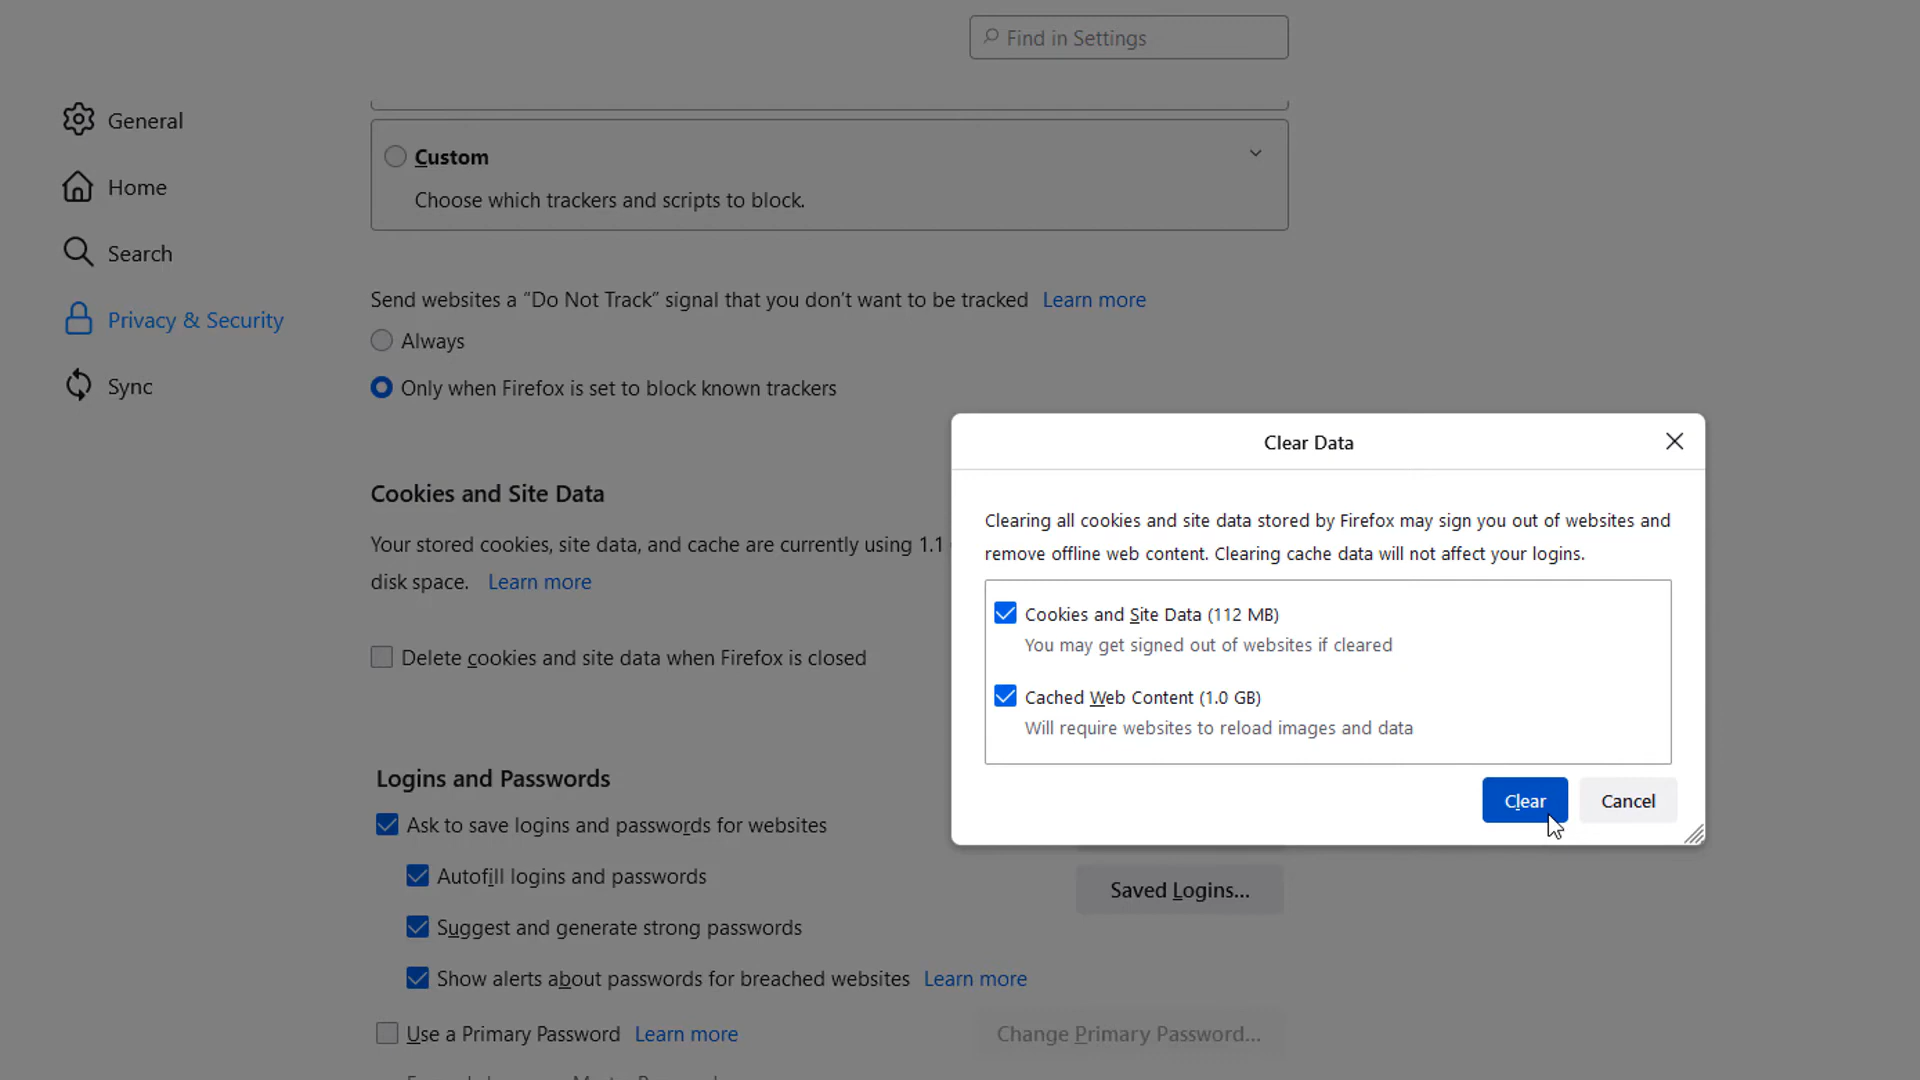 Find in Settings
General
Home
Search
Privacy & Security
Sync
Custom
Choose which trackers and scripts to block.
Send websites a “Do Not Track” signal that you don’t want to be tracked Learn more
Always
Only when Firefox is set to block known trackers
Cookies and Site Data
Your stored cookies, site data, and cache are currently using 1.1
disk space. Learn more
Delete cookies and site data when Firefox is closed
Logins and Passwords
Ask to save logins and passwords for websites
Autofill logins and passwords
Suggest and generate strong passwords
Show alerts about passwords for breached websites Learn more
Use a Primary Password Learn more
Saved Logins...
Change Primary Password...
Clear Data
Clearing all cookies and site data stored by Firefox may sign you out of websites and
remove offline web content. Clearing cache data will not affect your logins.
Cookies and Site Data (112 MB)
You may get signed out of websites if cleared
Cached Web Content (1.0 GB)
Will require websites to reload images and data
Clear
Cancel